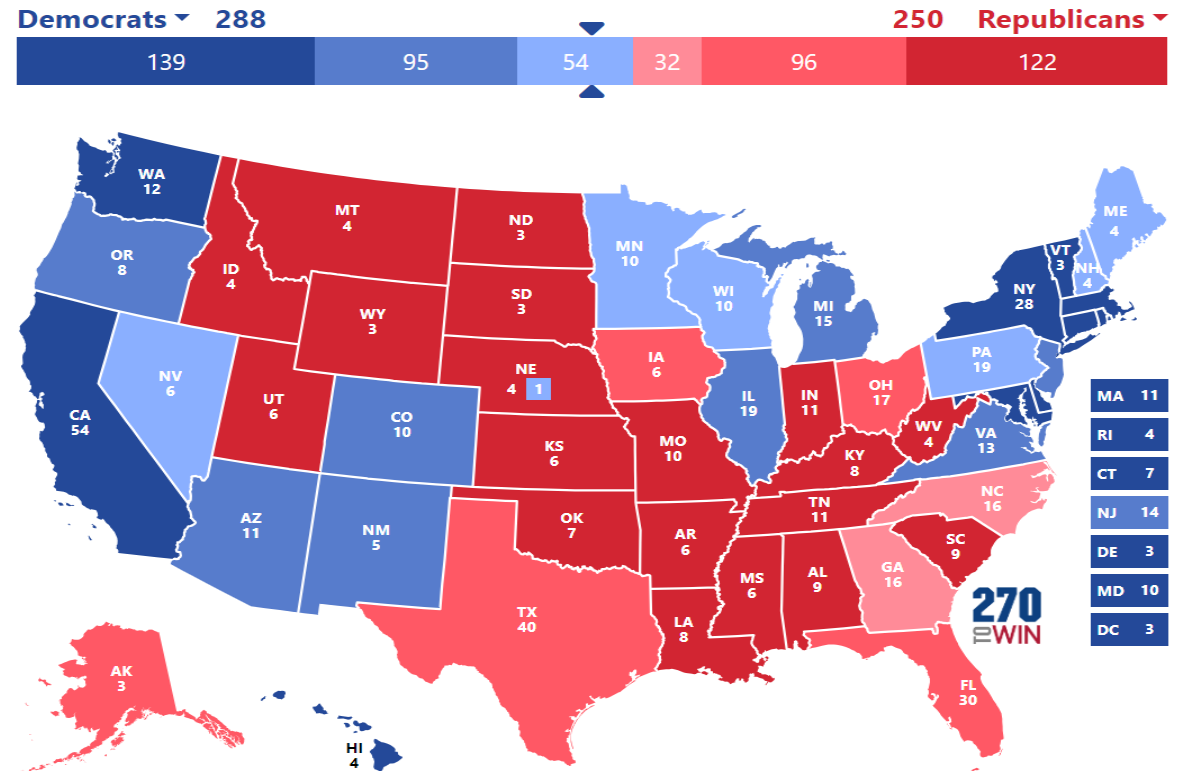 Democrats 288
250 Republicans
139 95 54 32 96 122
WA
12
OR
8
CA
54
NV
6
ID
4
MT
4
WY
3
UT
6
CO
10
AZ
11
NM
5
ND
3
SD
3
NE
4 1
KS
6
OK
7
TX
40
MN
10
IA
6
MO
10
AR
6
LA
8
WI
10
IL
19
MI
15
IN
11
OH
17
KY
8
TN
11
MS
6
AL
9
GA
16
FL
30
SC
9
NC
16
VA
13
WV
4
PA
19
NY
28
VT
3
NH
4
ME
4
MA 11
RI 4
CT 7
NJ 14
DE 3
MD 10
DC 3
AK
3
HI
4
270
TO WIN